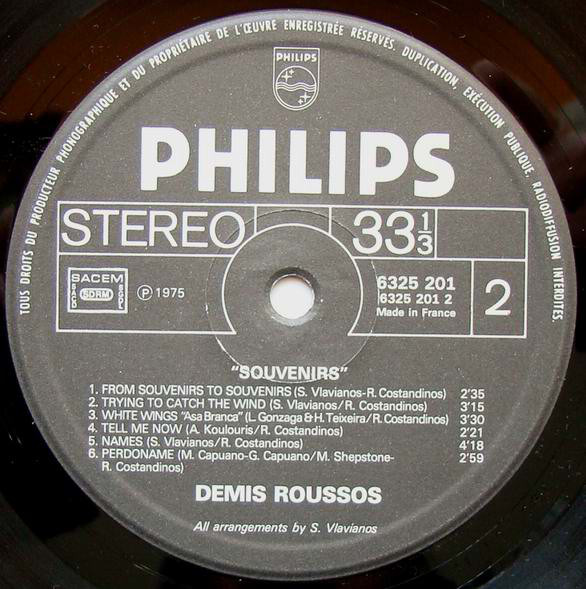 TOUS DROITS DU PRODUCTEUR PHONOGRAPHIQUE ET DU PROPRIÉTAIRE DE L'ŒUVRE ENREGISTRÉE RÉSERVÉS. DUPLICATION, EXÉCUTION PUBLIQUE, RADIODIFFUSION INTERDITES.
PHILIPS
PHILIPS
STEREO
33 1/3
SACEM
SACD SDRM SGDL
Ⓟ 1975
6325 201
6325 201 2
Made in France
2
"SOUVENIRS"
1. FROM SOUVENIRS TO SOUVENIRS (S. Vlavianos-R. Costandinos) 2'35
2. TRYING TO CATCH THE WIND (S. Vlavianos/R. Costandinos) 3'15
3. WHITE WINGS "Asa Branca" (L. Gonzaga & H. Teixeira/R. Costandinos) 3'30
4. TELL ME NOW (A. Koulouris/R. Costandinos) 2'21
5. NAMES (S. Vlavianos/R. Costandinos) 4'18
6. PERDONAME (M. Capuano-G. Capuano/M. Shepstone- 2'59
R. Costandinos)
DEMIS ROUSSOS
All arrangements by S. Vlavianos